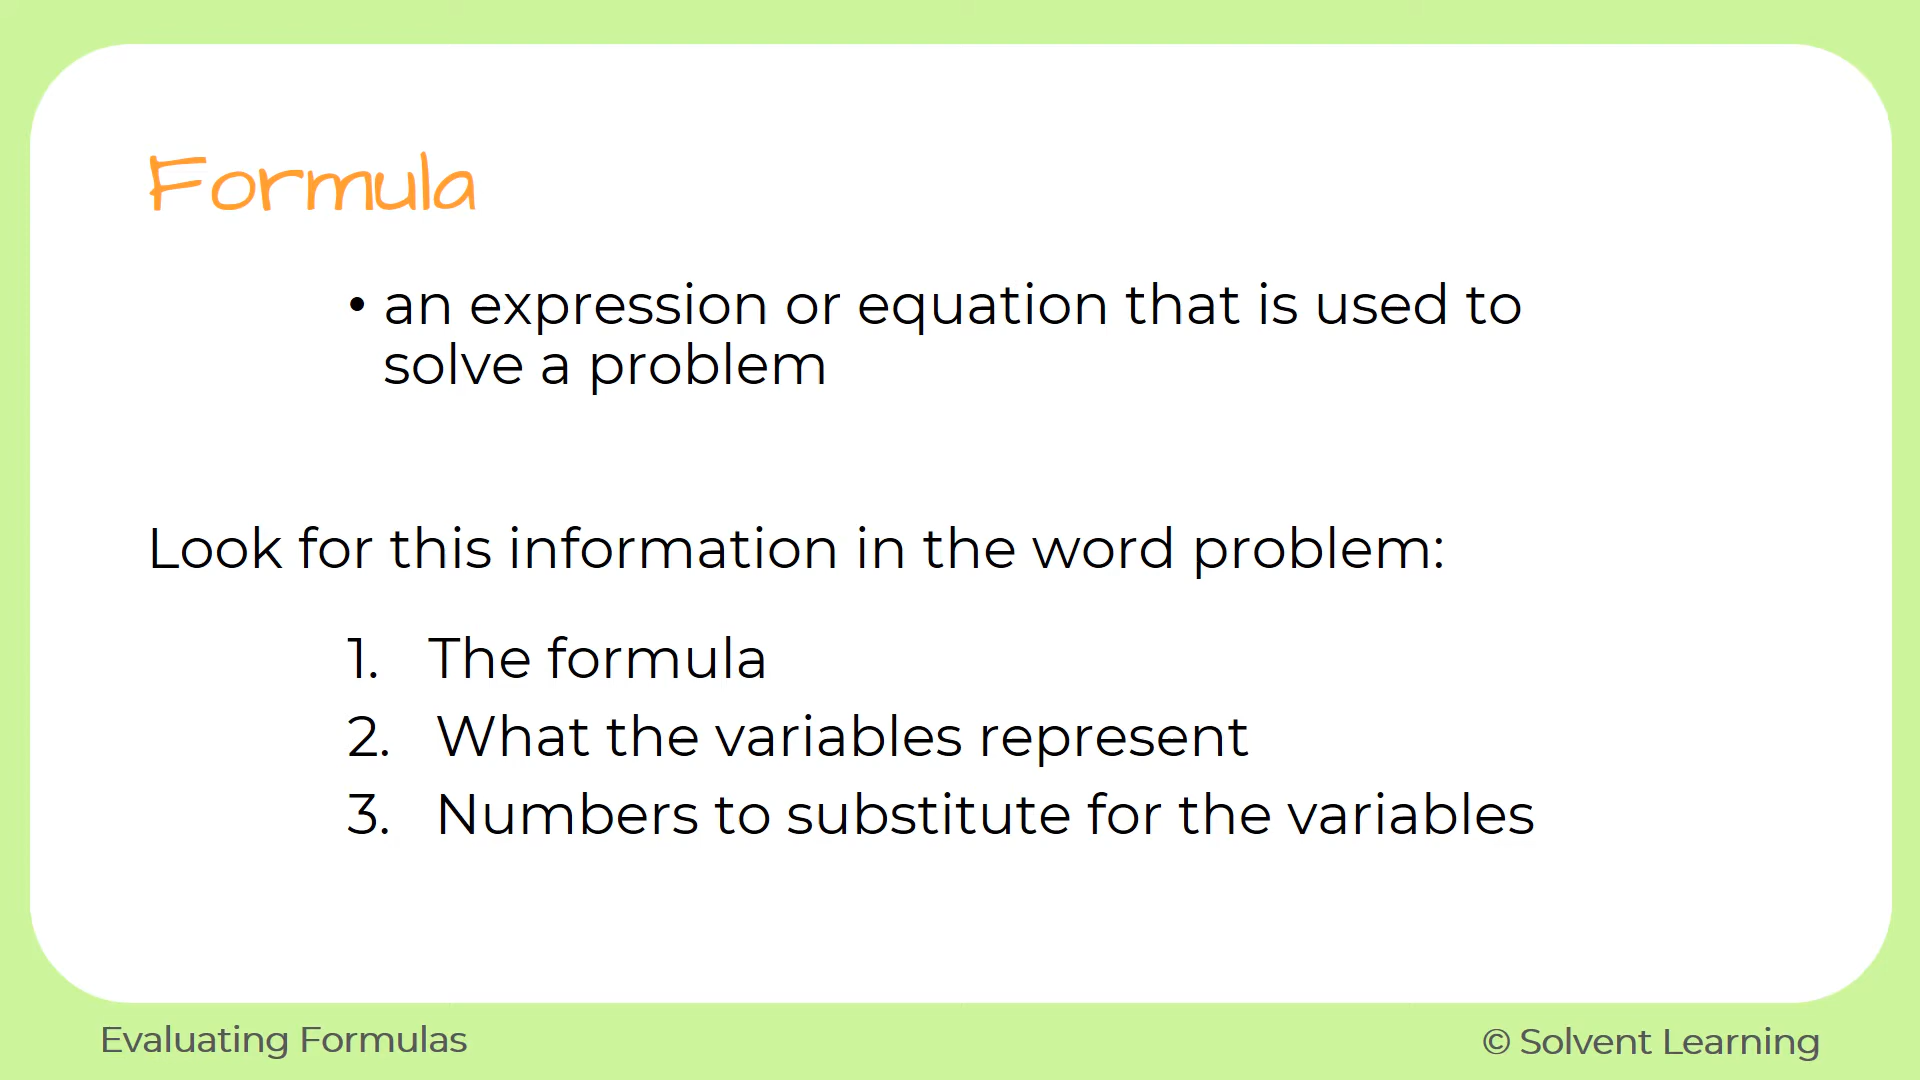 Formula
• an expression or equation that is used to
solve a problem
Look for this information in the word problem:
1. The formula
2. What the variables represent
3. Numbers to substitute for the variables
Evaluating Formulas
© Solvent Learning